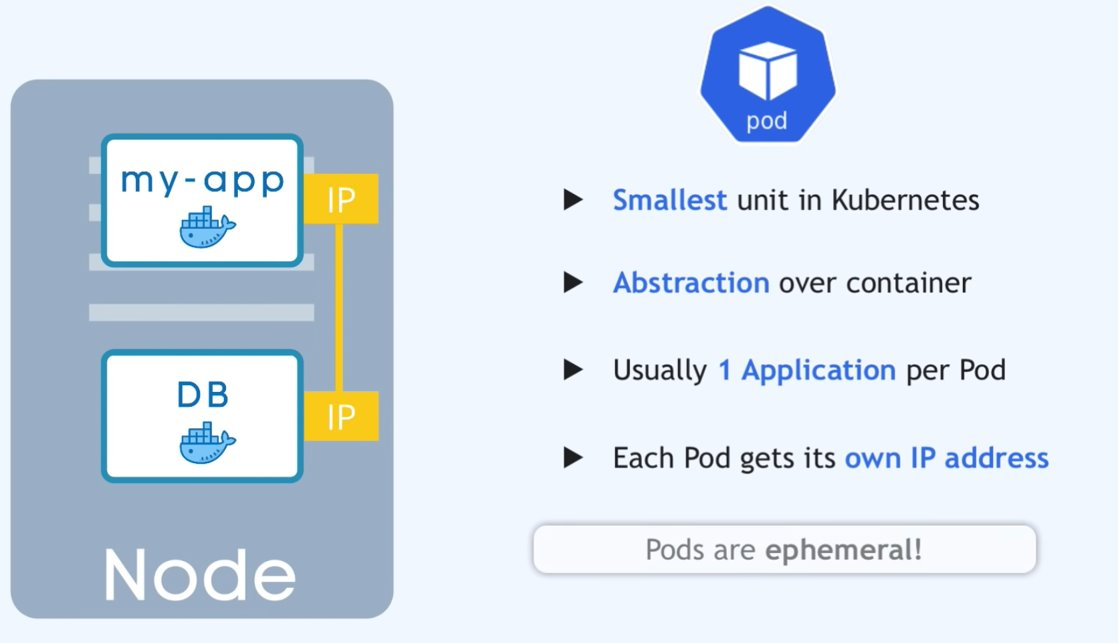 my-app
IP
DB
IP
Node
pod
Smallest unit in Kubernetes
Abstraction over container
Usually 1 Application per Pod
Each Pod gets its own IP address
Pods are ephemeral!